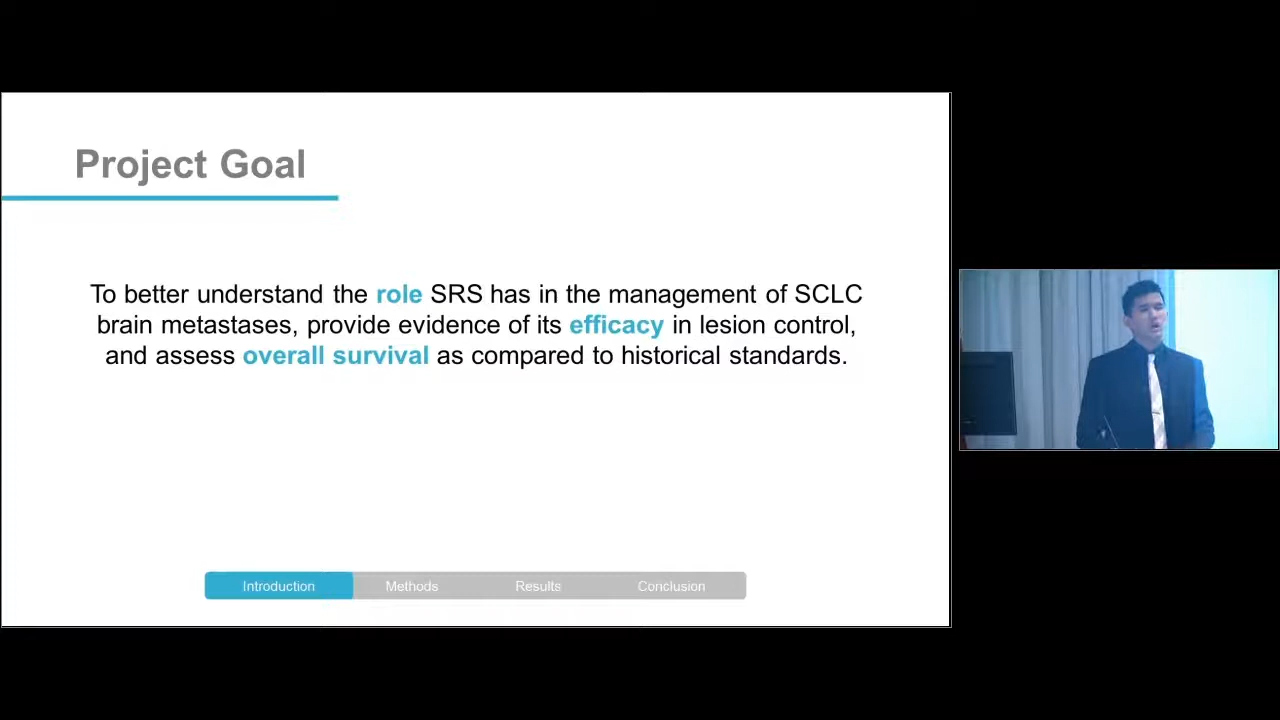 Project Goal
To better understand the role SRS has in the management of SCLC
brain metastases, provide evidence of its efficacy in lesion control,
and assess overall survival as compared to historical standards.
Introduction Methods Results Conclusion